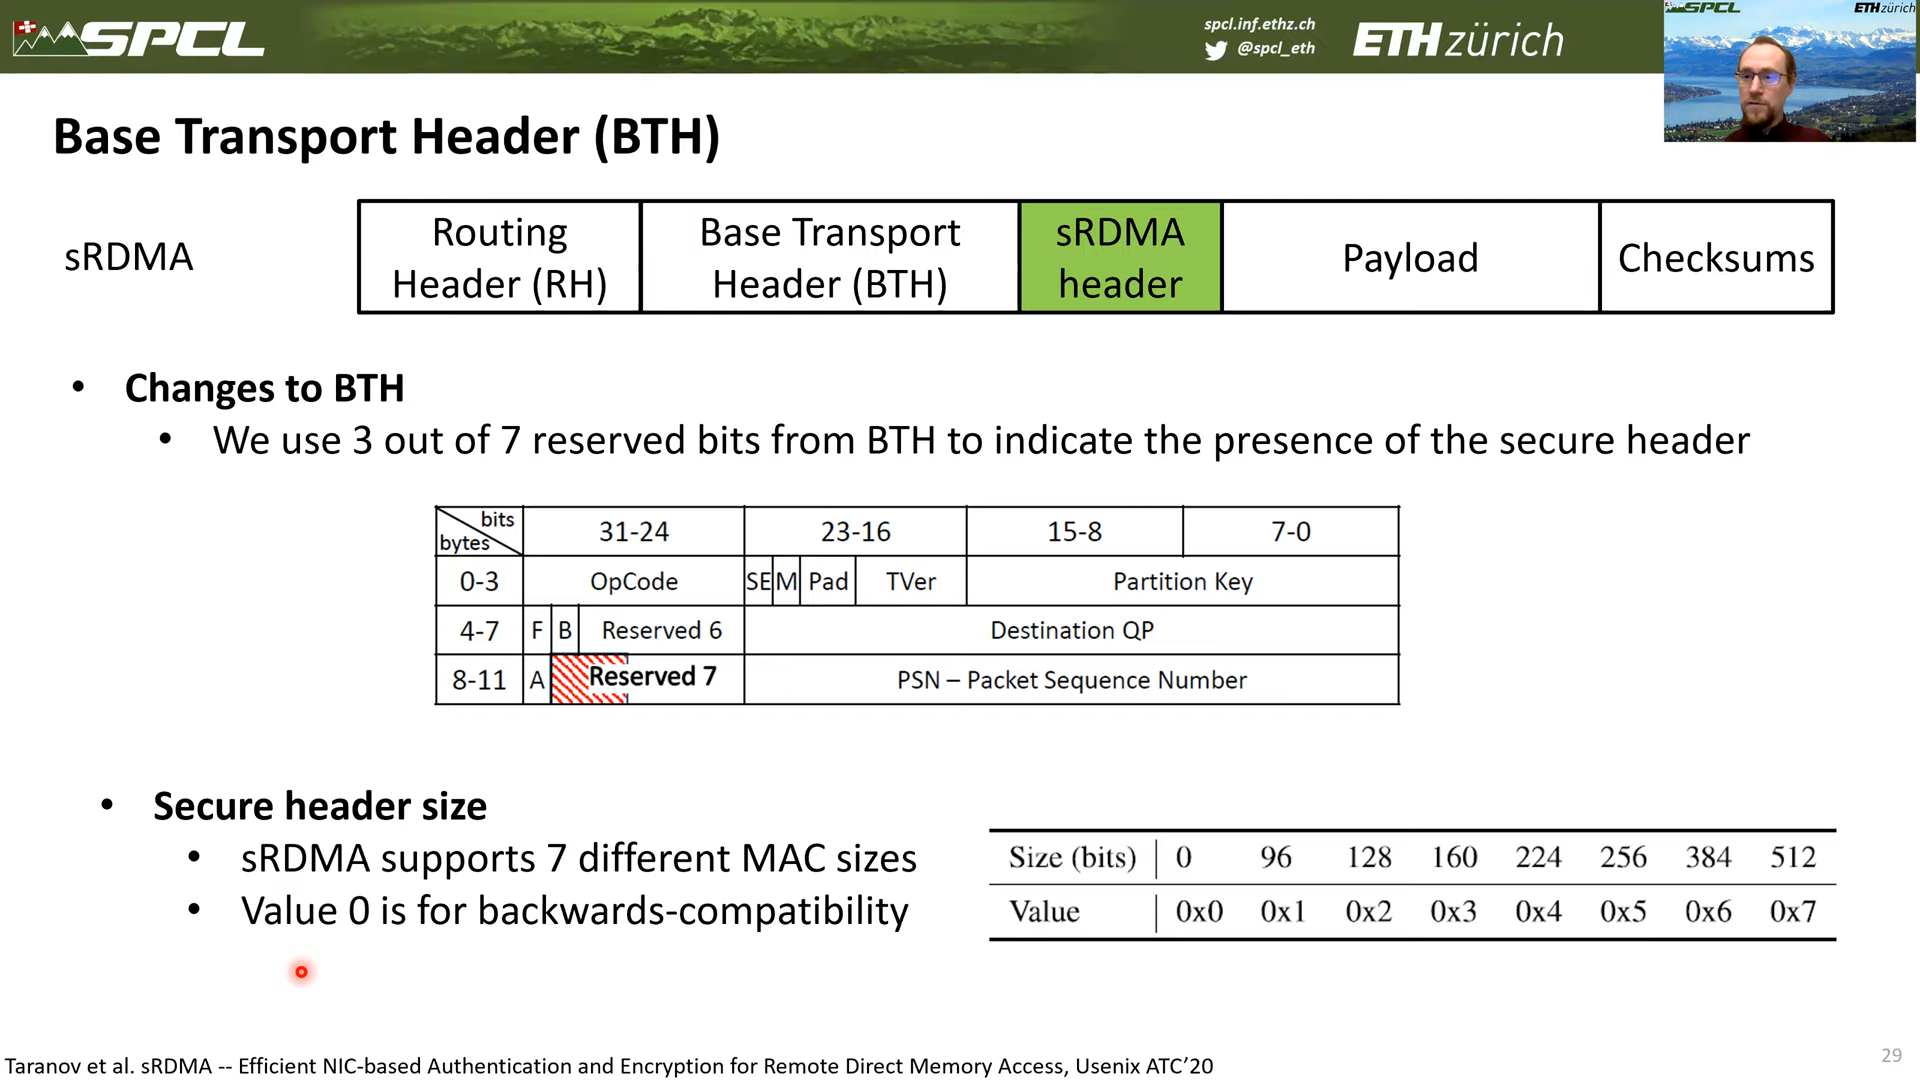 SPCL
spcl.inf.ethz.ch
@spcl_eth
ETH zürich
SPCL
ETH zürich
Base Transport Header (BTH)
sRDMA
Routing
Header (RH)
Base Transport
Header (BTH)
sRDMA
header
Payload
Checksums
• Changes to BTH
• We use 3 out of 7 reserved bits from BTH to indicate the presence of the secure header
bits
bytes
31-24 23-16 15-8 7-0
0-3 OpCode SE M Pad TVer Partition Key
4-7 F B Reserved 6 Destination QP
8-11 A Reserved 7 PSN – Packet Sequence Number
• Secure header size
• sRDMA supports 7 different MAC sizes
• Value 0 is for backwards-compatibility
Size (bits) 0 96 128 160 224 256 384 512
Value 0x0 0x1 0x2 0x3 0x4 0x5 0x6 0x7
Taranov et al. sRDMA -- Efficient NIC-based Authentication and Encryption for Remote Direct Memory Access, Usenix ATC’20
29